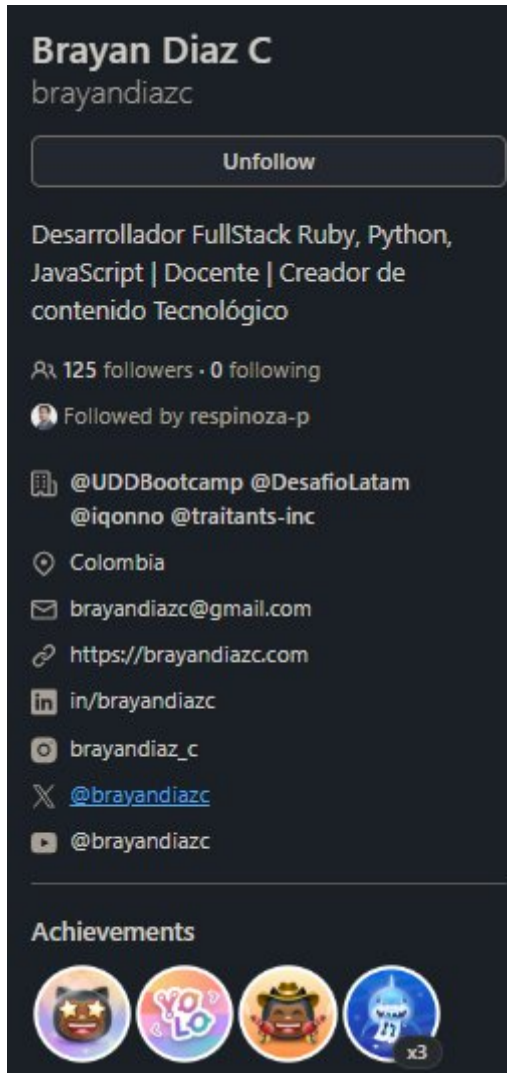 Brayan Diaz C
brayandiazc
Unfollow
Desarrollador FullStack Ruby, Python,
JavaScript | Docente | Creador de
contenido Tecnológico
125 followers · 0 following
Followed by respinoza-p
@UDDBootcamp @DesafioLatam
@iqonno @traitants-inc
Colombia
brayandiazc@gmail.com
https://brayandiazc.com
in in/brayandiazc
brayandiaz_c
@brayandiazc
@brayandiazc
Achievements
YOLO
x3